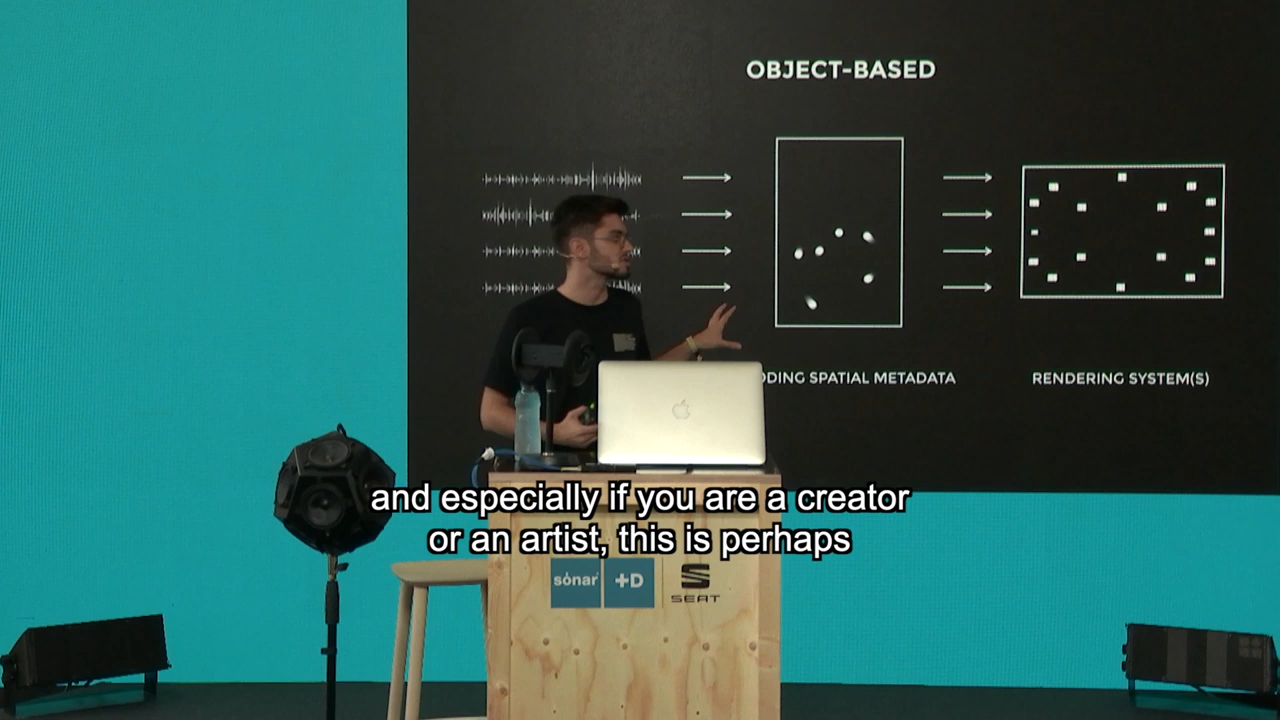 OBJECT-BASED
DING SPATIAL METADATA
RENDERING SYSTEM(S)
and especially if you are a creator
or an artist, this is perhaps
sónar
+D
SEAT